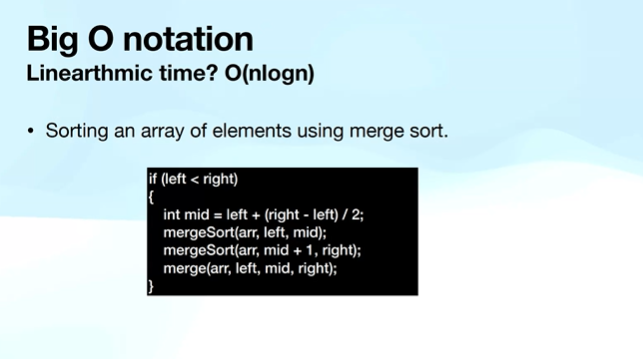 Big O notation
Linearthmic time? O(nlogn)
• Sorting an array of elements using merge sort.
if (left < right)
{
int mid = left + (right - left) / 2;
mergeSort(arr, left, mid);
mergeSort(arr, mid + 1, right);
merge(arr, left, mid, right);
}